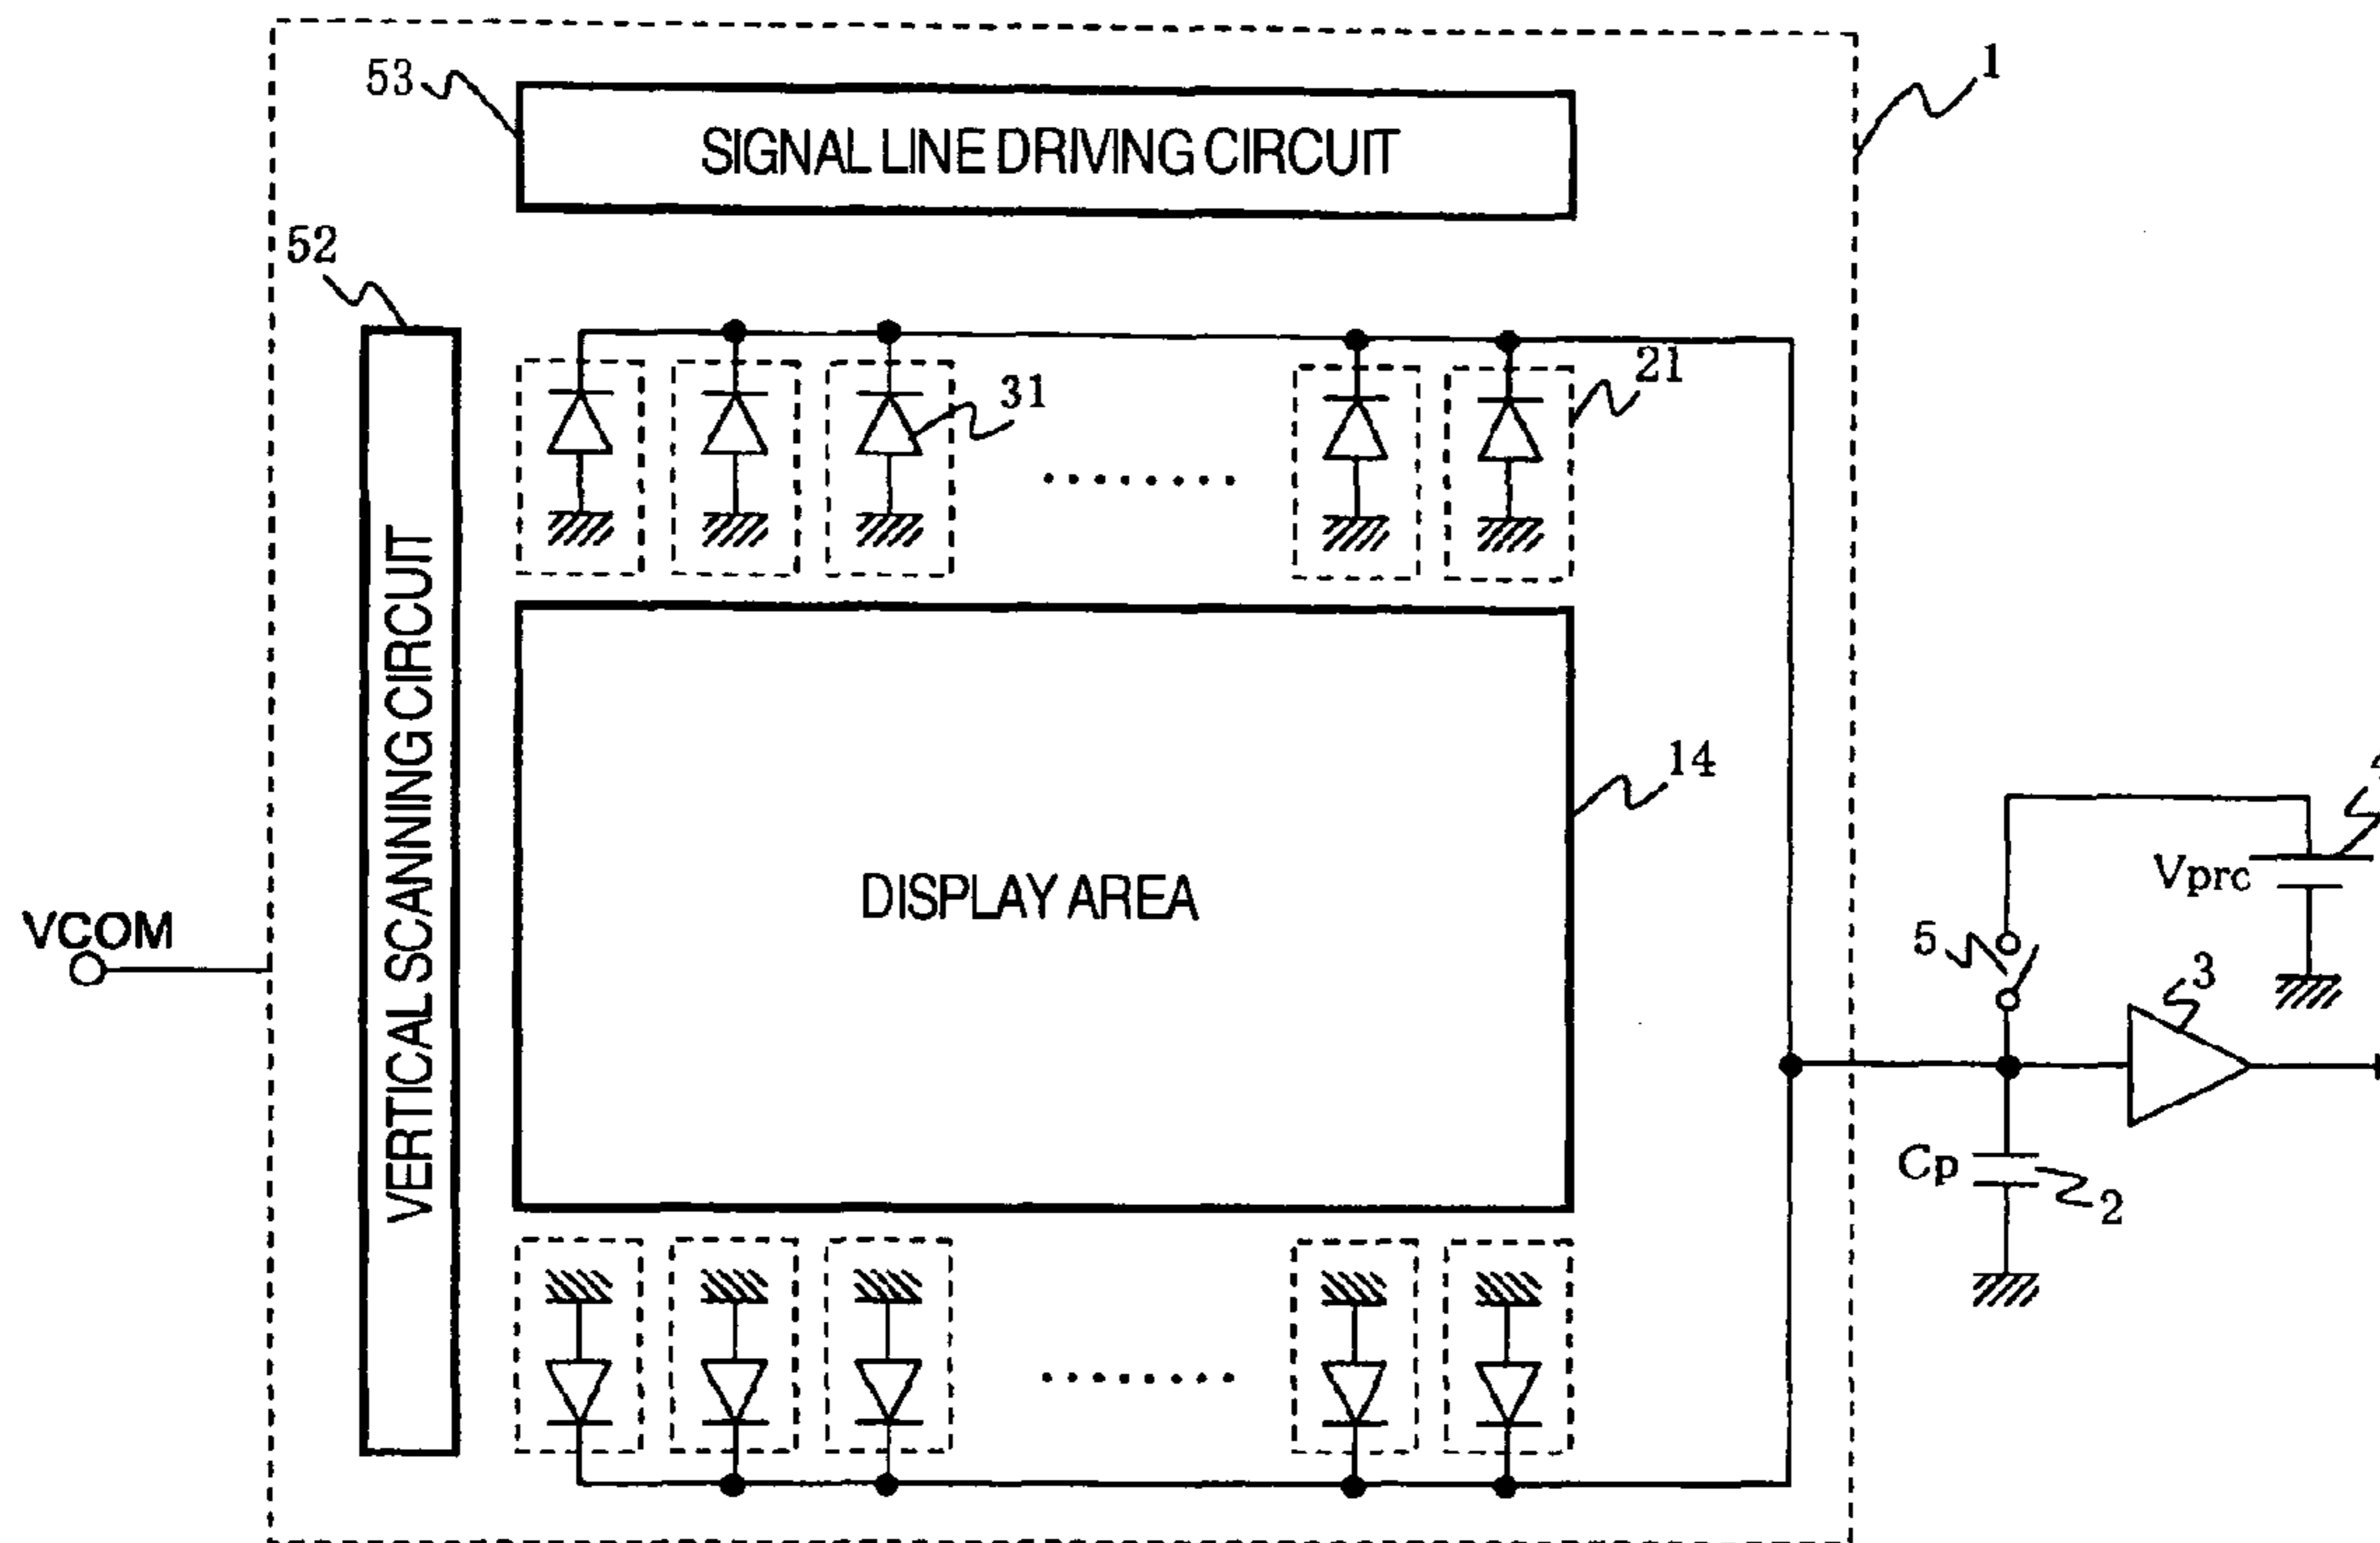 53
SIGNAL LINE DRIVING CIRCUIT
1
52
VERTICAL SCANNING CIRCUIT
31
21
14
DISPLAY AREA
VCOM
Vprc
5
3
Cp
2